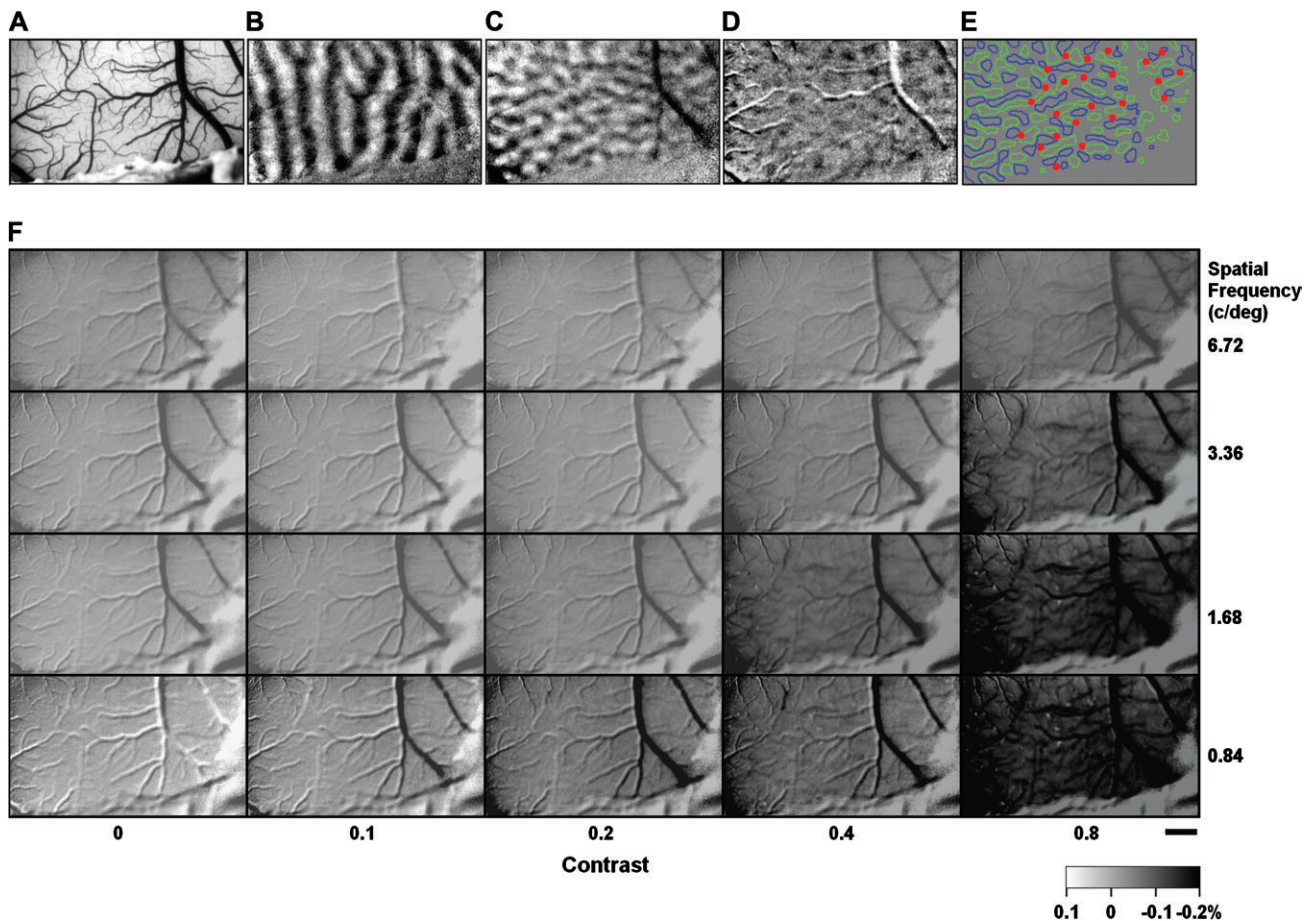 A B C D E
F
Spatial
Frequency
(c/deg)
6.72
3.36
1.68
0.84
0 0.1 0.2 0.4 0.8
Contrast
0.1 0 -0.1 -0.2%